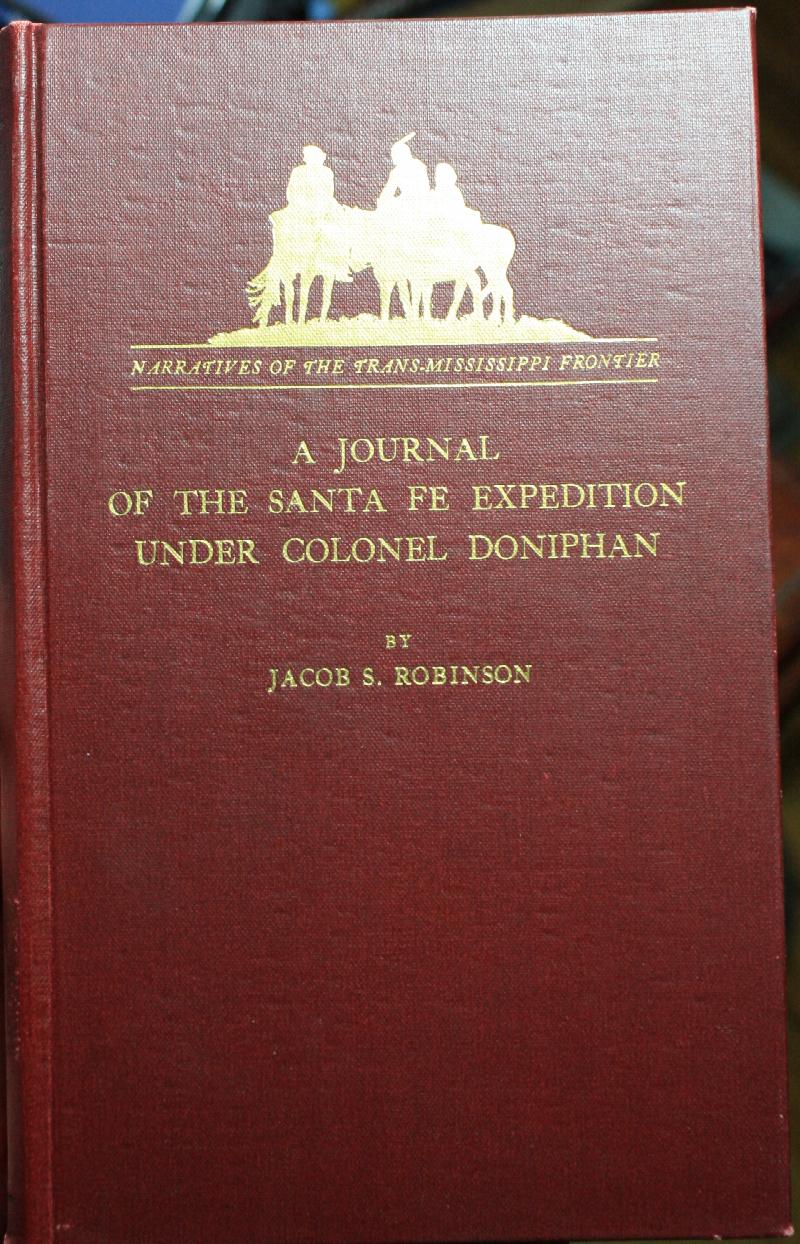 NARRATIVES OF THE TRANS-MISSISSIPPI FRONTIER
A JOURNAL
OF THE SANTA FE EXPEDITION
UNDER COLONEL DONIPHAN
BY
JACOB S. ROBINSON